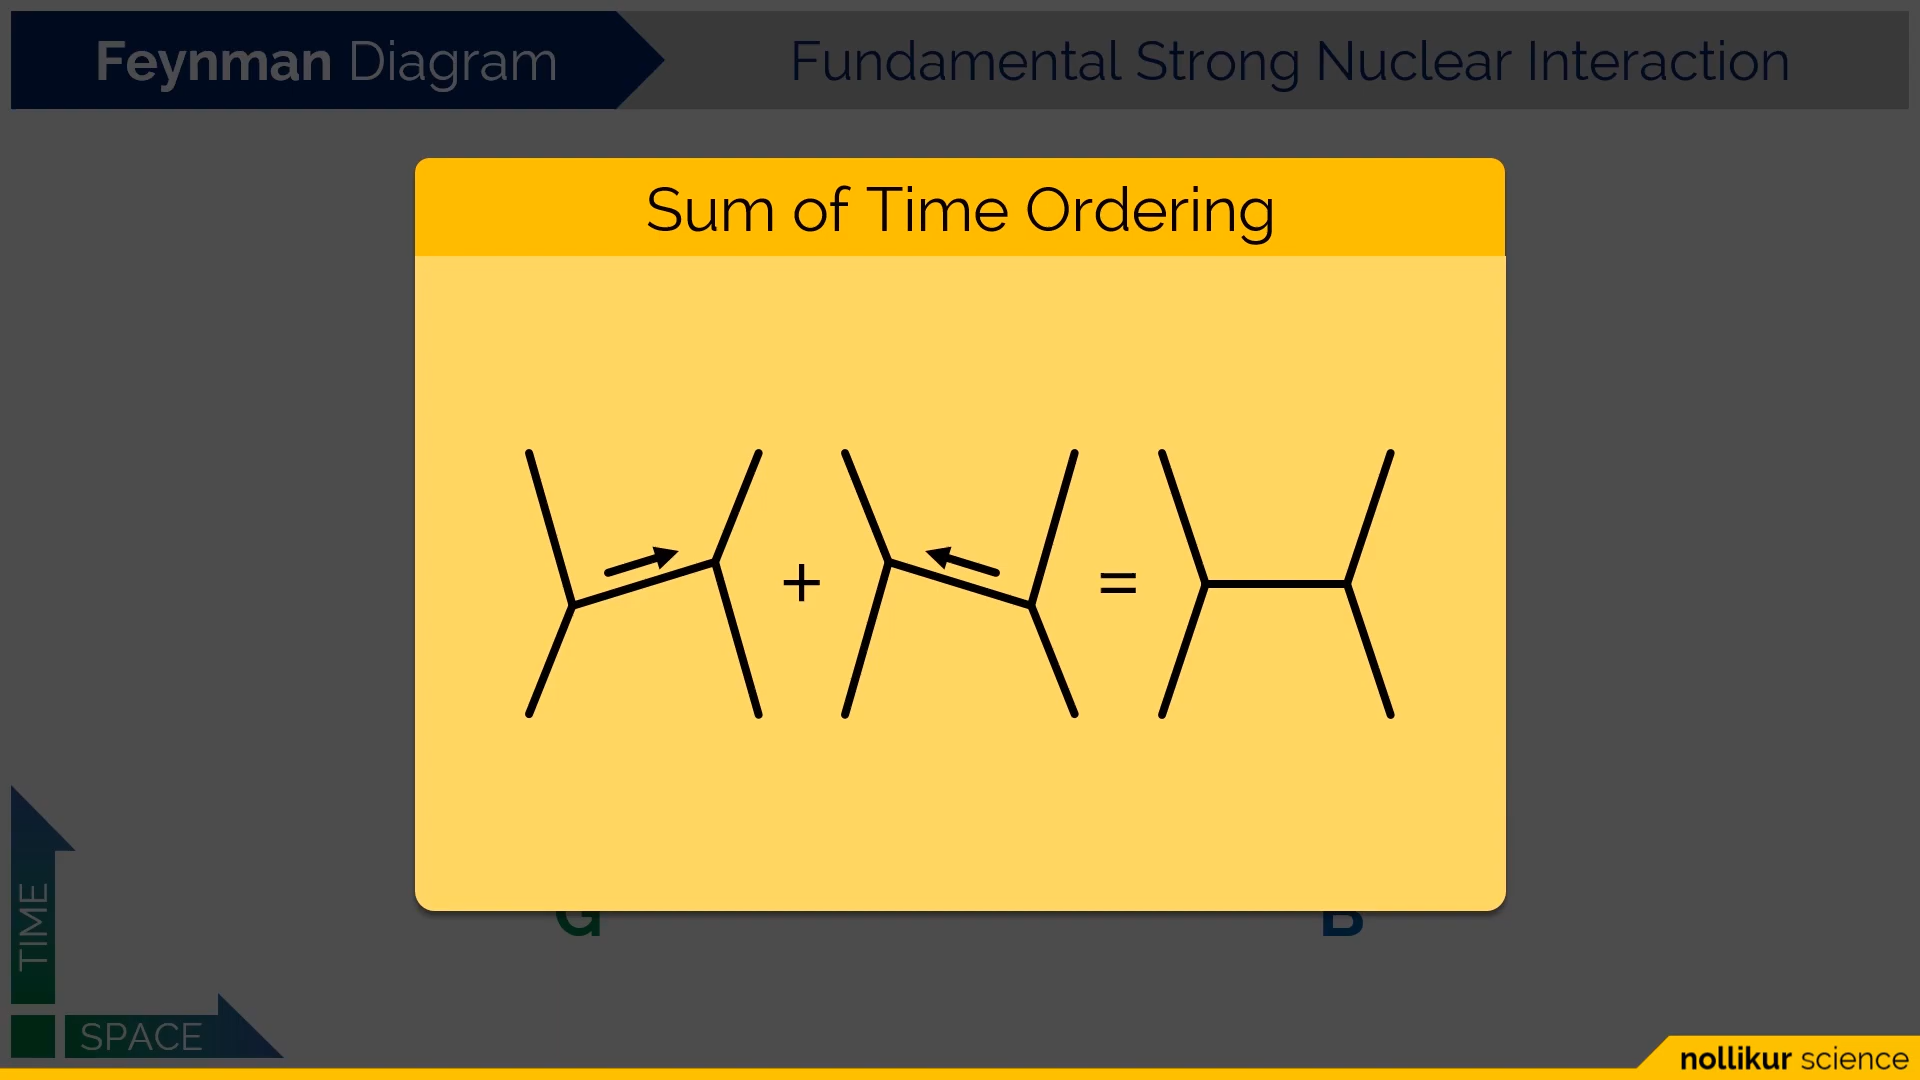 Feynman Diagram
Fundamental Strong Nuclear Interaction
Sum of Time Ordering
+
=
G
B
TIME
SPACE
nollikur science